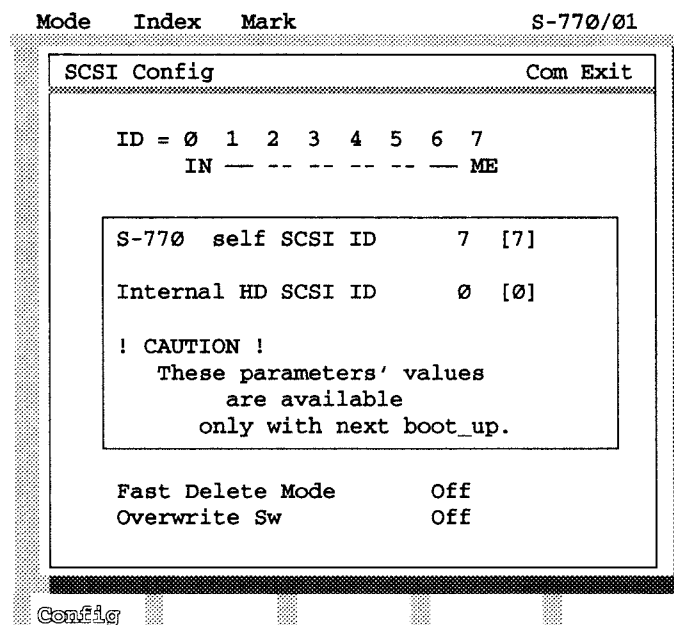 Mode Index Mark S-77Ø/Ø1
SCSI Config Com Exit
ID = Ø 1 2 3 4 5 6 7
IN — -- -- -- -- — ME
S-77Ø self SCSI ID 7 [7]
Internal HD SCSI ID Ø [Ø]
! CAUTION !
These parameters' values
are available
only with next boot_up.
Fast Delete Mode Off
Overwrite Sw Off
Config